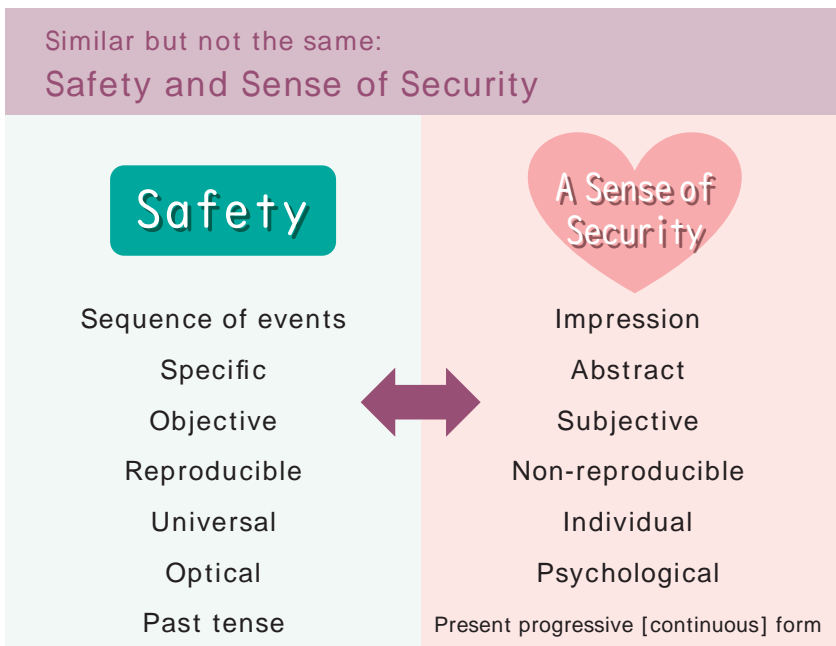 Similar but not the same:
Safety and Sense of Security
Safety
Sequence of events
Specific
Objective
Reproducible
Universal
Optical
Past tense
A Sense of
Security
Impression
Abstract
Subjective
Non-reproducible
Individual
Psychological
Present progressive [continuous] form